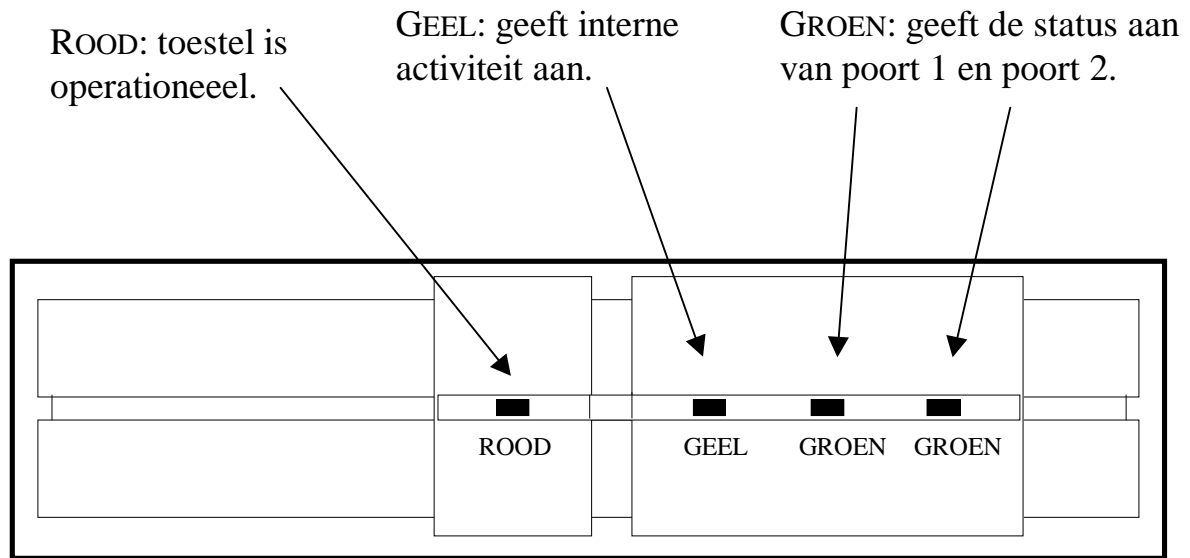 ROOD: toestel is
operationeeel.
GEEL: geeft interne
activiteit aan.
GROEN: geeft de status aan
van poort 1 en poort 2.
ROOD
GEEL
GROEN
GROEN